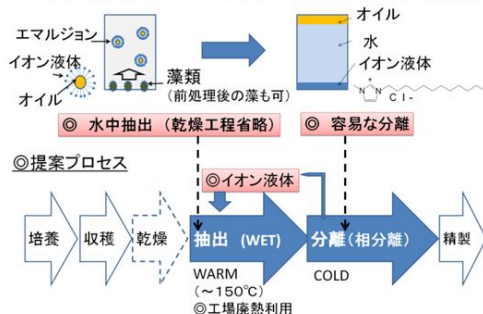 エマルジョン
イオン液体
オイル
藻類
(前処理後の藻も可)
オイル
水
イオン液体
N
N
+
Cl-
◎ 水中抽出 (乾燥工程省略)
◎ 容易な分離
◎提案プロセス
◎イオン液体
培養
収穫
乾燥
抽出 (WET)
分離(相分離)
精製
WARM
(～150℃)
◎工場廃熱利用
COLD